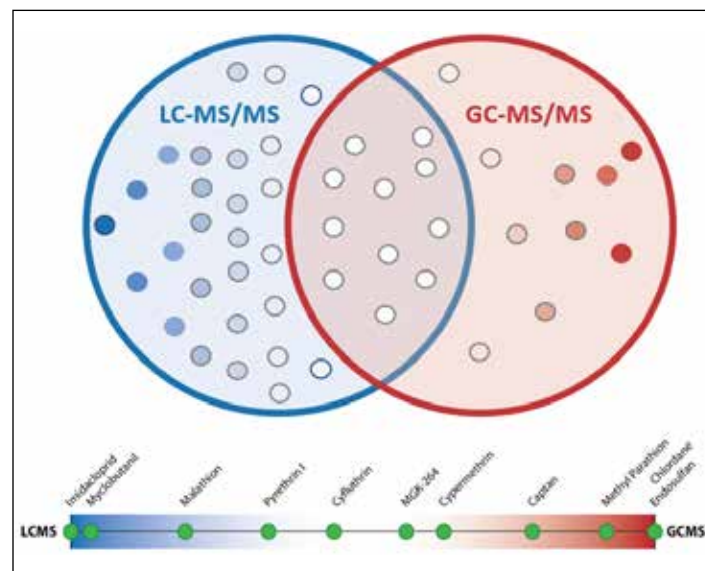 LC-MS/MS
GC-MS/MS
Imidacloprid
Myclobutanil
Malathion
Pyrethrin I
Cyfluthrin
MGK 264
Cypermethrin
Captan
Methyl Parathion
Chlordane
Endosulfan
LCMS
GCMS